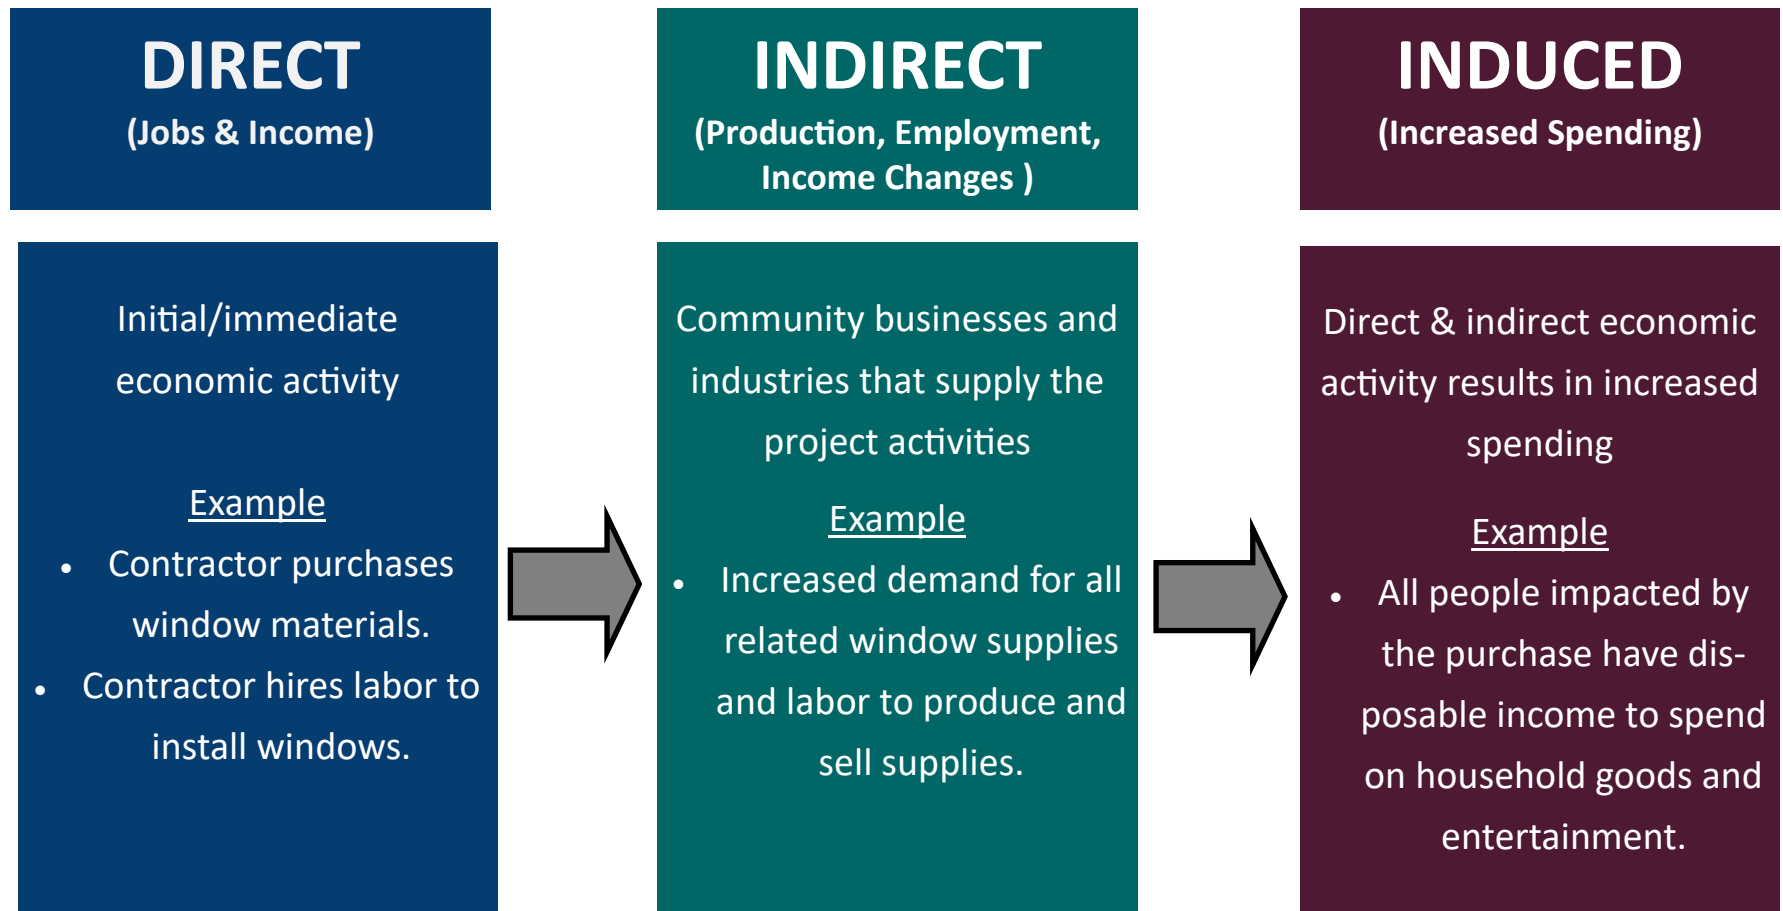 DIRECT
(Jobs & Income)
Initial/immediate
economic activity
Example
• Contractor purchases
window materials.
• Contractor hires labor to
install windows.
INDIRECT
(Production, Employment,
Income Changes )
Community businesses and
industries that supply the
project activities
Example
• Increased demand for all
related window supplies
and labor to produce and
sell supplies.
INDUCED
(Increased Spending)
Direct & indirect economic
activity results in increased
spending
Example
• All people impacted by
the purchase have dis-
posable income to spend
on household goods and
entertainment.